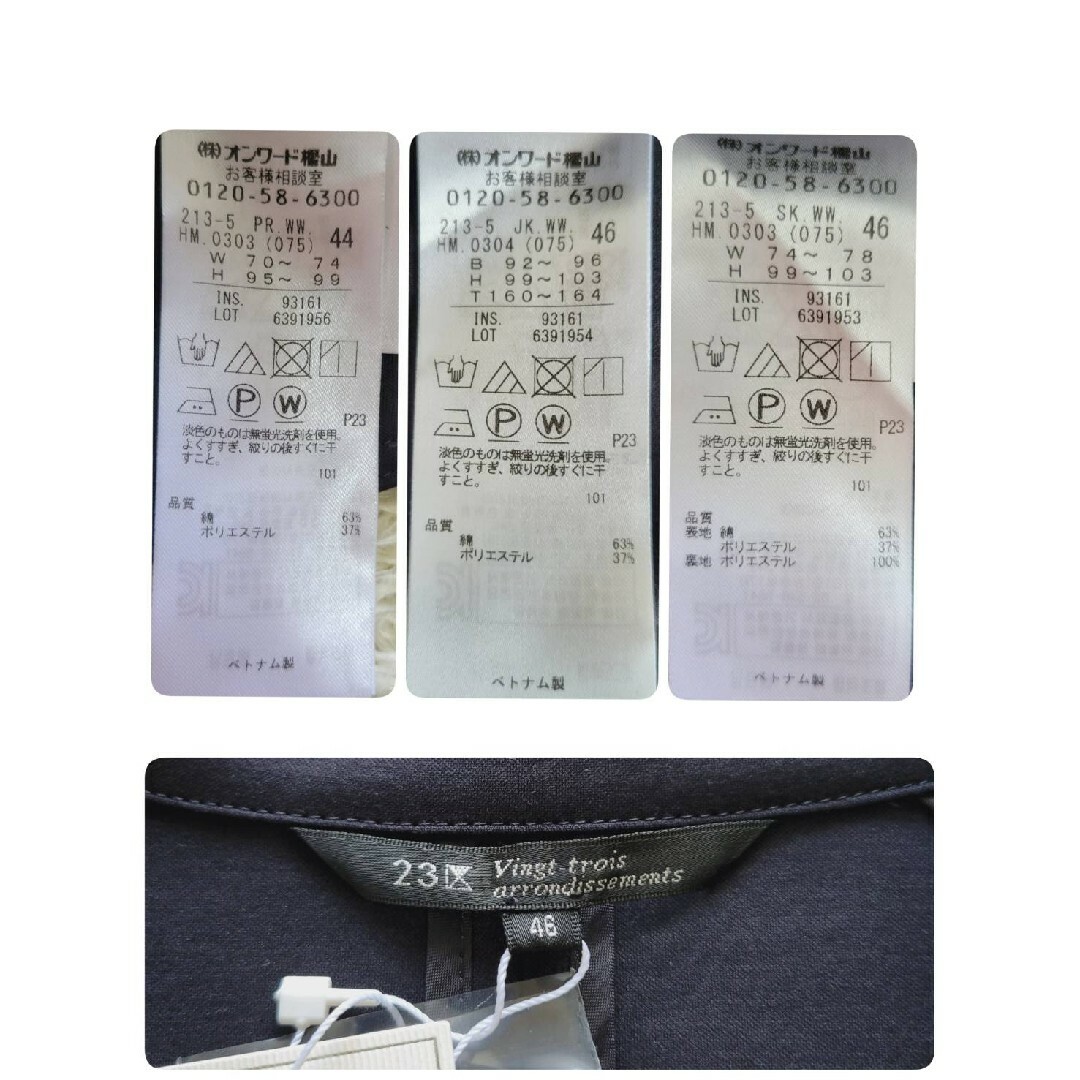 (株)オンワード樫山
お客様相談室
0120-58-6300
213-5 PR.WW.
HM.0303 (075) 44
W 70～ 74
H 95～ 99
INS. 93161
LOT 6391956
P
W
P23
淡色のものは無蛍光洗剤を使用。
よくすすぎ、絞りの後すぐに干
すこと。
101
品質
綿 63%
ポリエステル 37%
ベトナム製
(株)オンワード樫山
お客様相談室
0120-58-6300
213-5 JK.WW.
HM.0304 (075) 46
B 92～ 96
H 99～103
T 160～164
INS. 93161
LOT 6391954
P
W
P23
淡色のものは無蛍光洗剤を使用。
よくすすぎ、絞りの後すぐに干
すこと。
101
品質
綿 63%
ポリエステル 37%
ベトナム製
(株)オンワード樫山
お客様相談室
0120-58-6300
213-5 SK.WW.
HM.0303 (075) 46
W 74～ 78
H 99～103
INS. 93161
LOT 6391953
P
W
P23
淡色のものは無蛍光洗剤を使用。
よくすすぎ、絞りの後すぐに干
すこと。
101
品質
表地 綿 63%
ポリエステル 37%
裏地 ポリエステル 100%
ベトナム製
23区 Vingt-trois
arrondissements
46